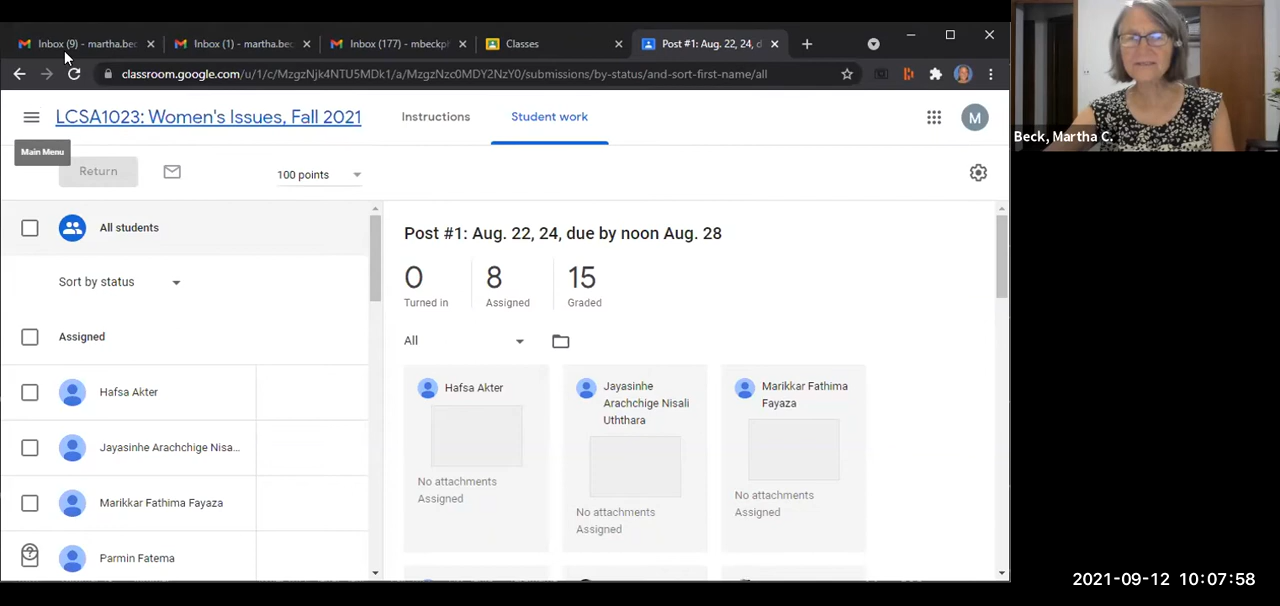 Inbox (9) - martha.bec
Inbox (1) - martha.bec
Inbox (177) - mbeckp
Classes
Post #1: Aug. 22, 24, d
classroom.google.com/u/1/c/MzgzNjk4NTU5MDk1/a/MzgzNzc0MDY2NzY0/submissions/by-status/and-sort-first-name/all
LCSA1023: Women's Issues, Fall 2021
Instructions
Student work
M
Beck, Martha C.
Main Menu
Return
100 points
All students
Sort by status
Assigned
Hafsa Akter
Jayasinhe Arachchige Nisa...
Marikkar Fathima Fayaza
Parmin Fatema
Post #1: Aug. 22, 24, due by noon Aug. 28
0
Turned in
8
Assigned
15
Graded
All
Hafsa Akter
No attachments
Assigned
Jayasinhe
Arachchige Nisali
Uththara
No attachments
Assigned
Marikkar Fathima
Fayaza
No attachments
Assigned
2021-09-12 10:07:58